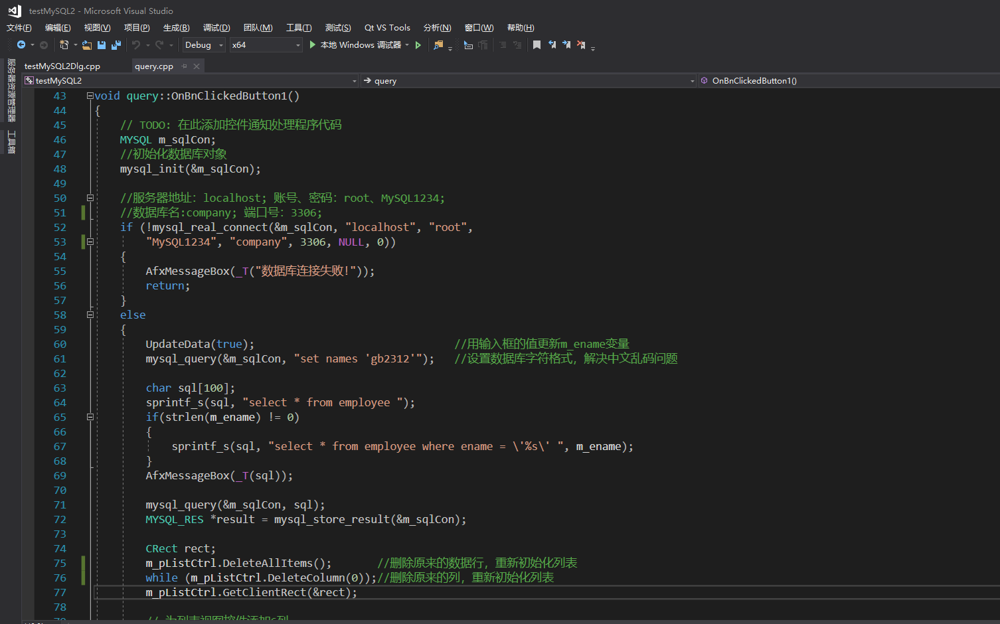 testMySQL2 - Microsoft Visual Studio
文件(F) 编辑(E) 视图(V) 项目(P) 生成(B) 调试(D) 团队(M) 工具(T) 测试(S) Qt VS Tools 分析(N) 窗口(W) 帮助(H)
Debug x64 本地 Windows 调试器
服务器资源管理器
工具箱
testMySQL2Dlg.cpp query.cpp
testMySQL2 query OnBnClickedButton1()
43 void query::OnBnClickedButton1()
44 {
45 // TODO: 在此添加控件通知处理程序代码
46 MYSQL m_sqlCon;
47 //初始化数据库对象
48 mysql_init(&m_sqlCon);
49
50 //服务器地址: localhost; 账号、密码: root、MySQL1234;
51 //数据库名:company; 端口号: 3306;
52 if (!mysql_real_connect(&m_sqlCon, "localhost", "root",
53 "MySQL1234", "company", 3306, NULL, 0))
54 {
55 AfxMessageBox(_T("数据库连接失败!"));
56 return;
57 }
58 else
59 {
60 UpdateData(true); //用输入框的值更新m_ename变量
61 mysql_query(&m_sqlCon, "set names 'gb2312'"); //设置数据库字符格式，解决中文乱码问题
62
63 char sql[100];
64 sprintf_s(sql, "select * from employee ");
65 if(strlen(m_ename) != 0)
66 {
67 sprintf_s(sql, "select * from employee where ename = \'%s\' ", m_ename);
68 }
69 AfxMessageBox(_T(sql));
70
71 mysql_query(&m_sqlCon, sql);
72 MYSQL_RES *result = mysql_store_result(&m_sqlCon);
73
74 CRect rect;
75 m_pListCtrl.DeleteAllItems(); //删除原来的数据行，重新初始化列表
76 while (m_pListCtrl.DeleteColumn(0));//删除原来的列，重新初始化列表
77 m_pListCtrl.GetClientRect(&rect);
78